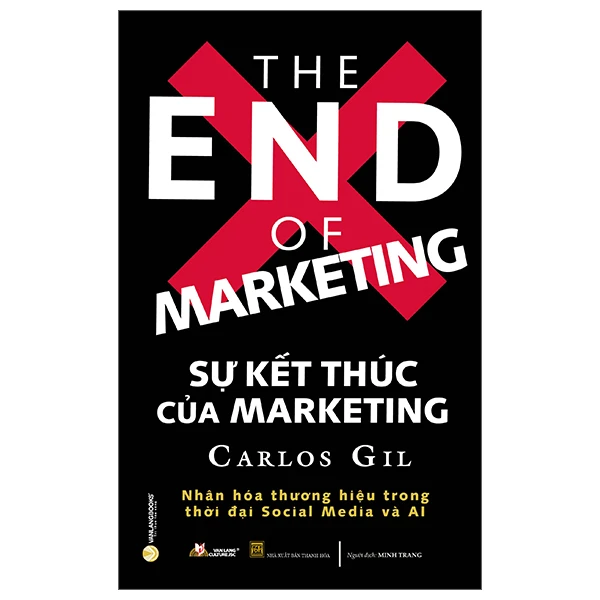 THE
END
OF
MARKETING
SỰ KẾT THÚC
CỦA MARKETING
CARLOS GIL
Nhân hóa thương hiệu trong
thời đại Social Media và AI
VANLANGBOOKS
VAN LANG
CULTURE.JSC
NHÀ XUẤT BẢN THANH HÓA
Người dịch: MINH TRANG